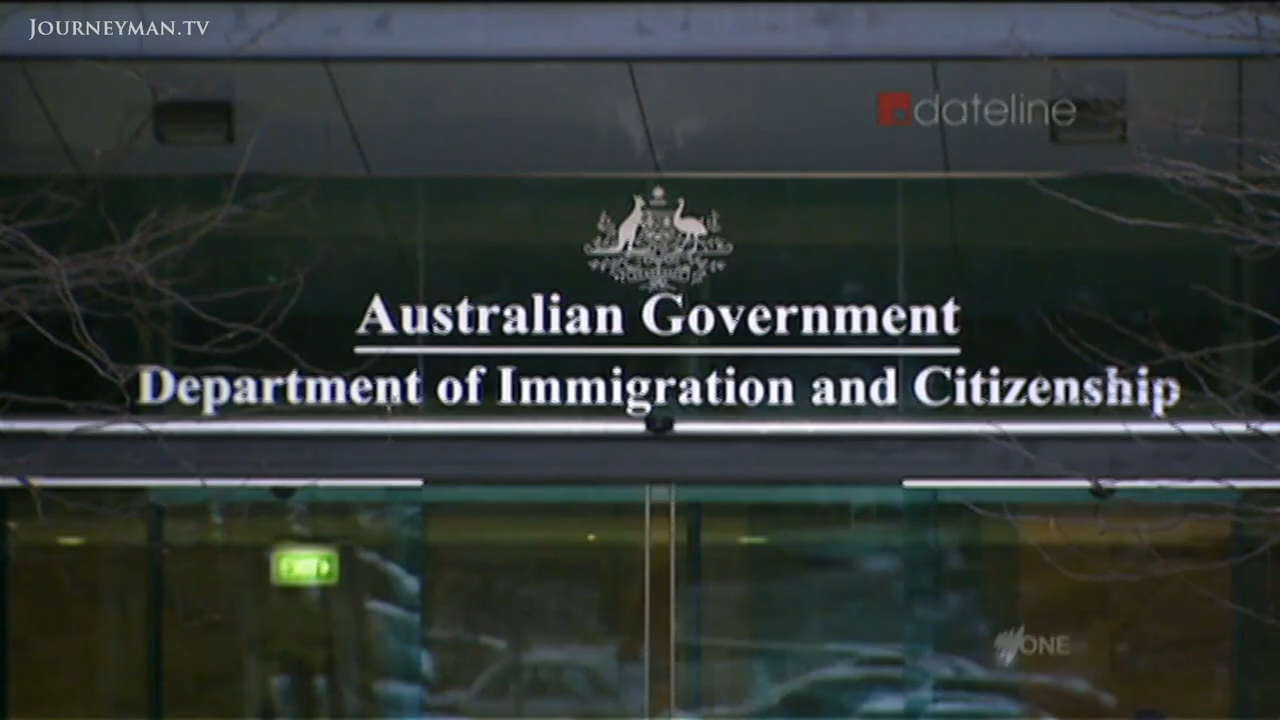 JOURNEYMAN.TV
dateline
Australian Government
Department of Immigration and Citizenship
ONE